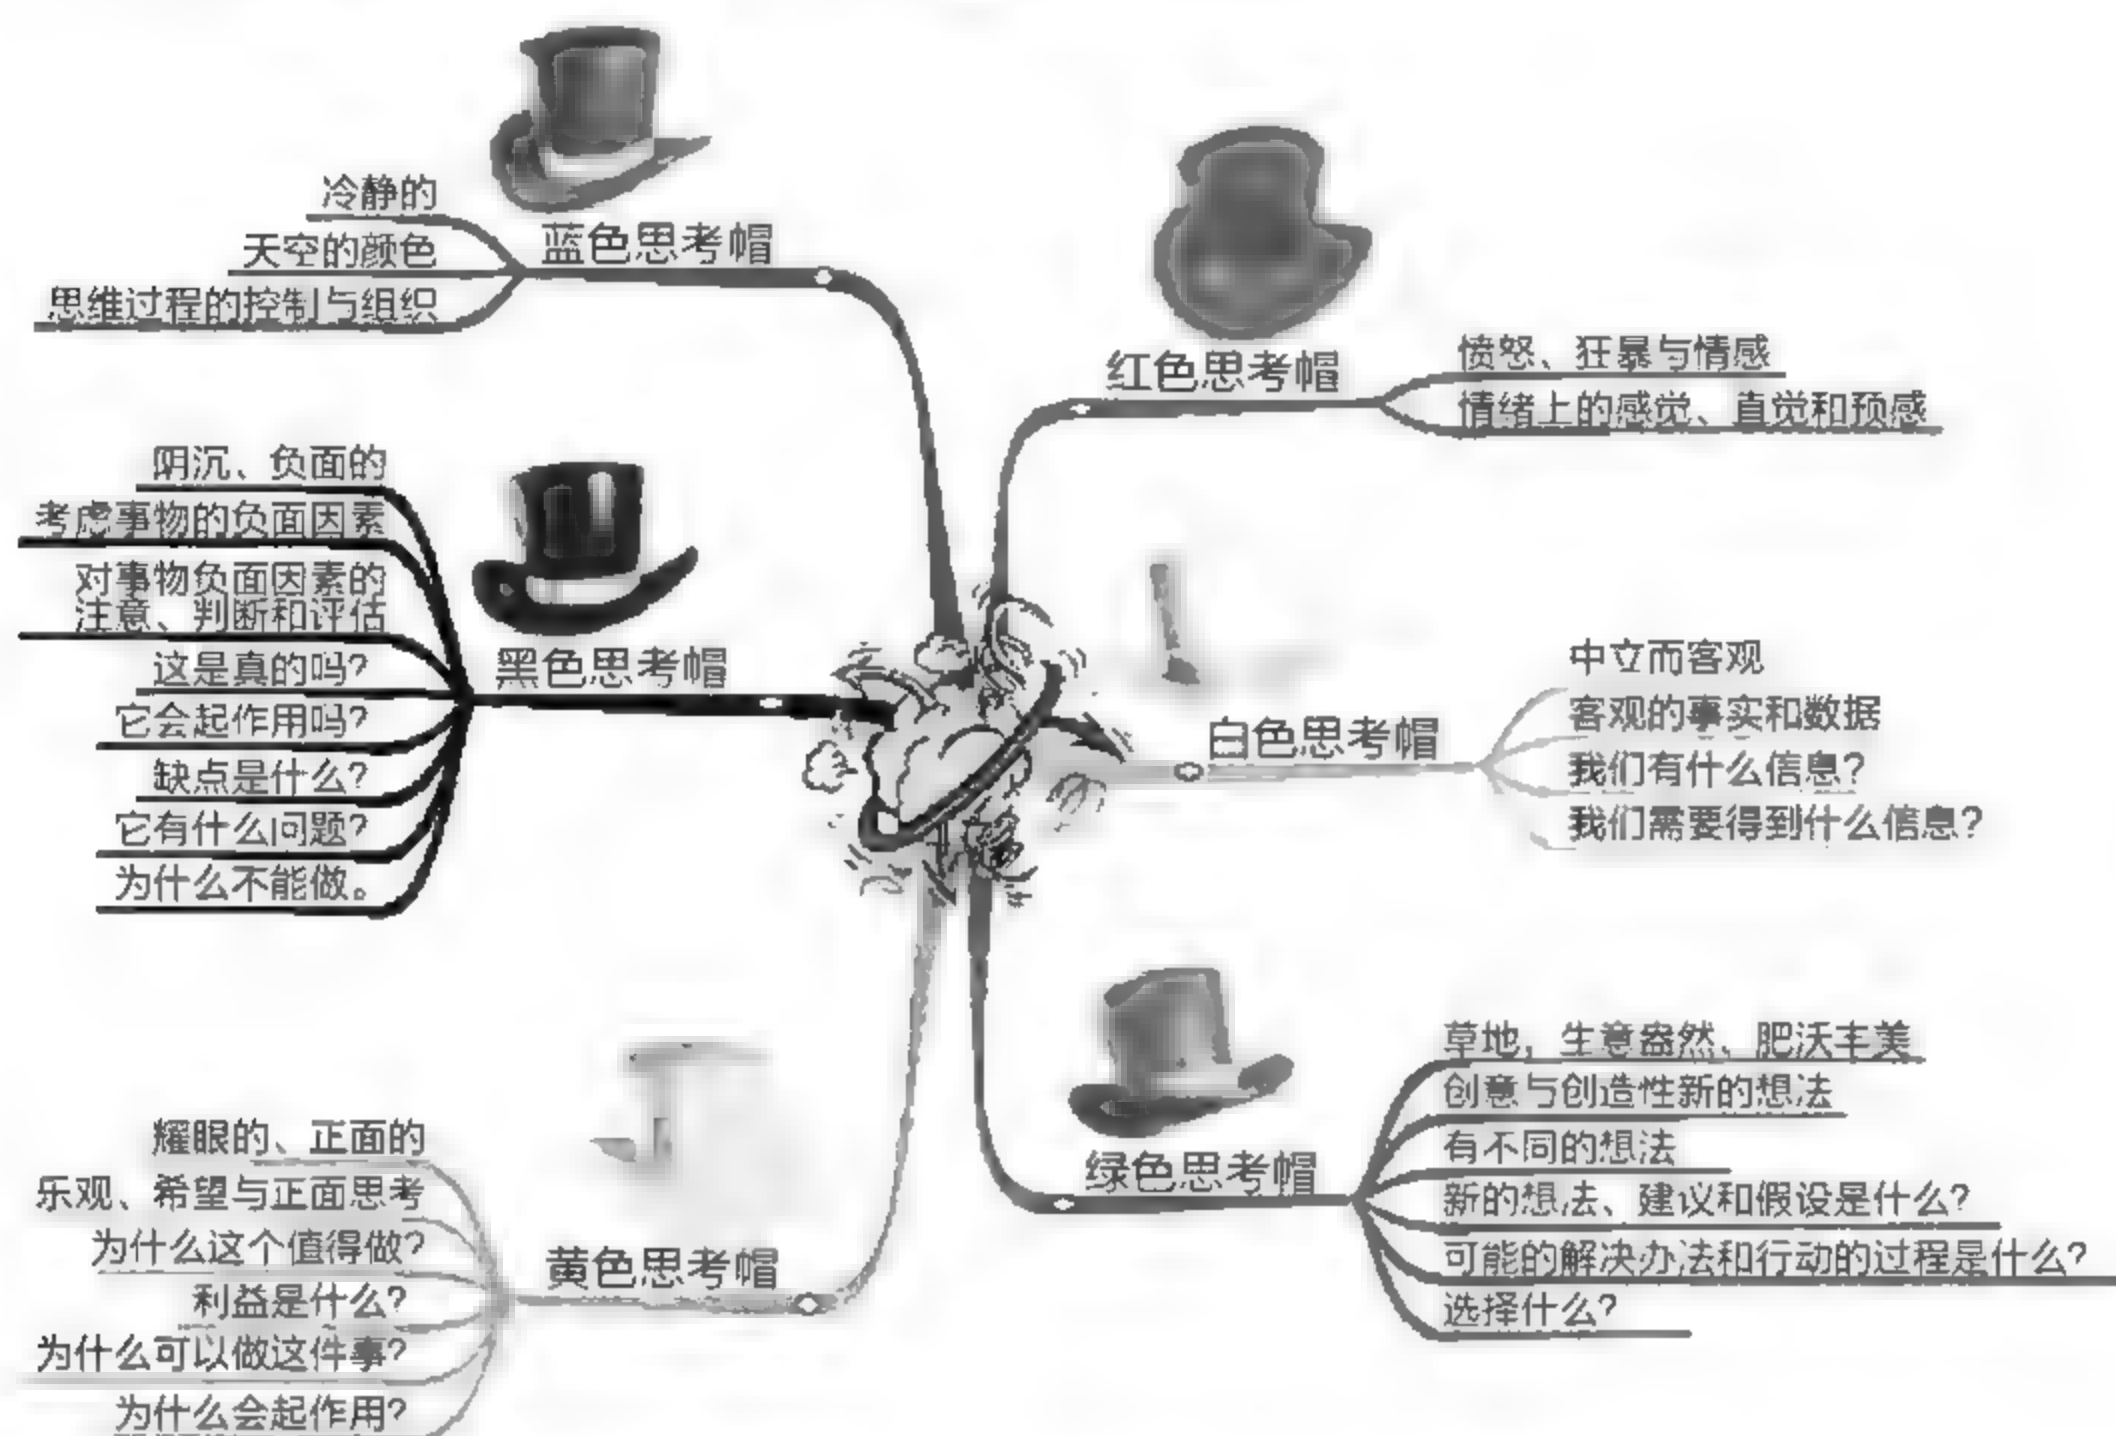 蓝色思考帽
冷静的
天空的颜色
思维过程的控制与组织
黑色思考帽
阴沉、负面的
考虑事物的负面因素
对事物负面因素的
注意、判断和评估
这是真的吗?
它会起作用吗?
缺点是什么?
它有什么问题?
为什么不能做。
黄色思考帽
耀眼的、正面的
乐观、希望与正面思考
为什么这个值得做?
利益是什么?
为什么可以做这件事?
为什么会起作用?
红色思考帽
愤怒、狂暴与情感
情绪上的感觉、直觉和预感
白色思考帽
中立而客观
客观的事实和数据
我们有什么信息?
我们需要得到什么信息?
绿色思考帽
草地，生意盎然、肥沃丰美
创意与创造性新的想法
有不同的想法
新的想法、建议和假设是什么?
可能的解决办法和行动的过程是什么?
选择什么?